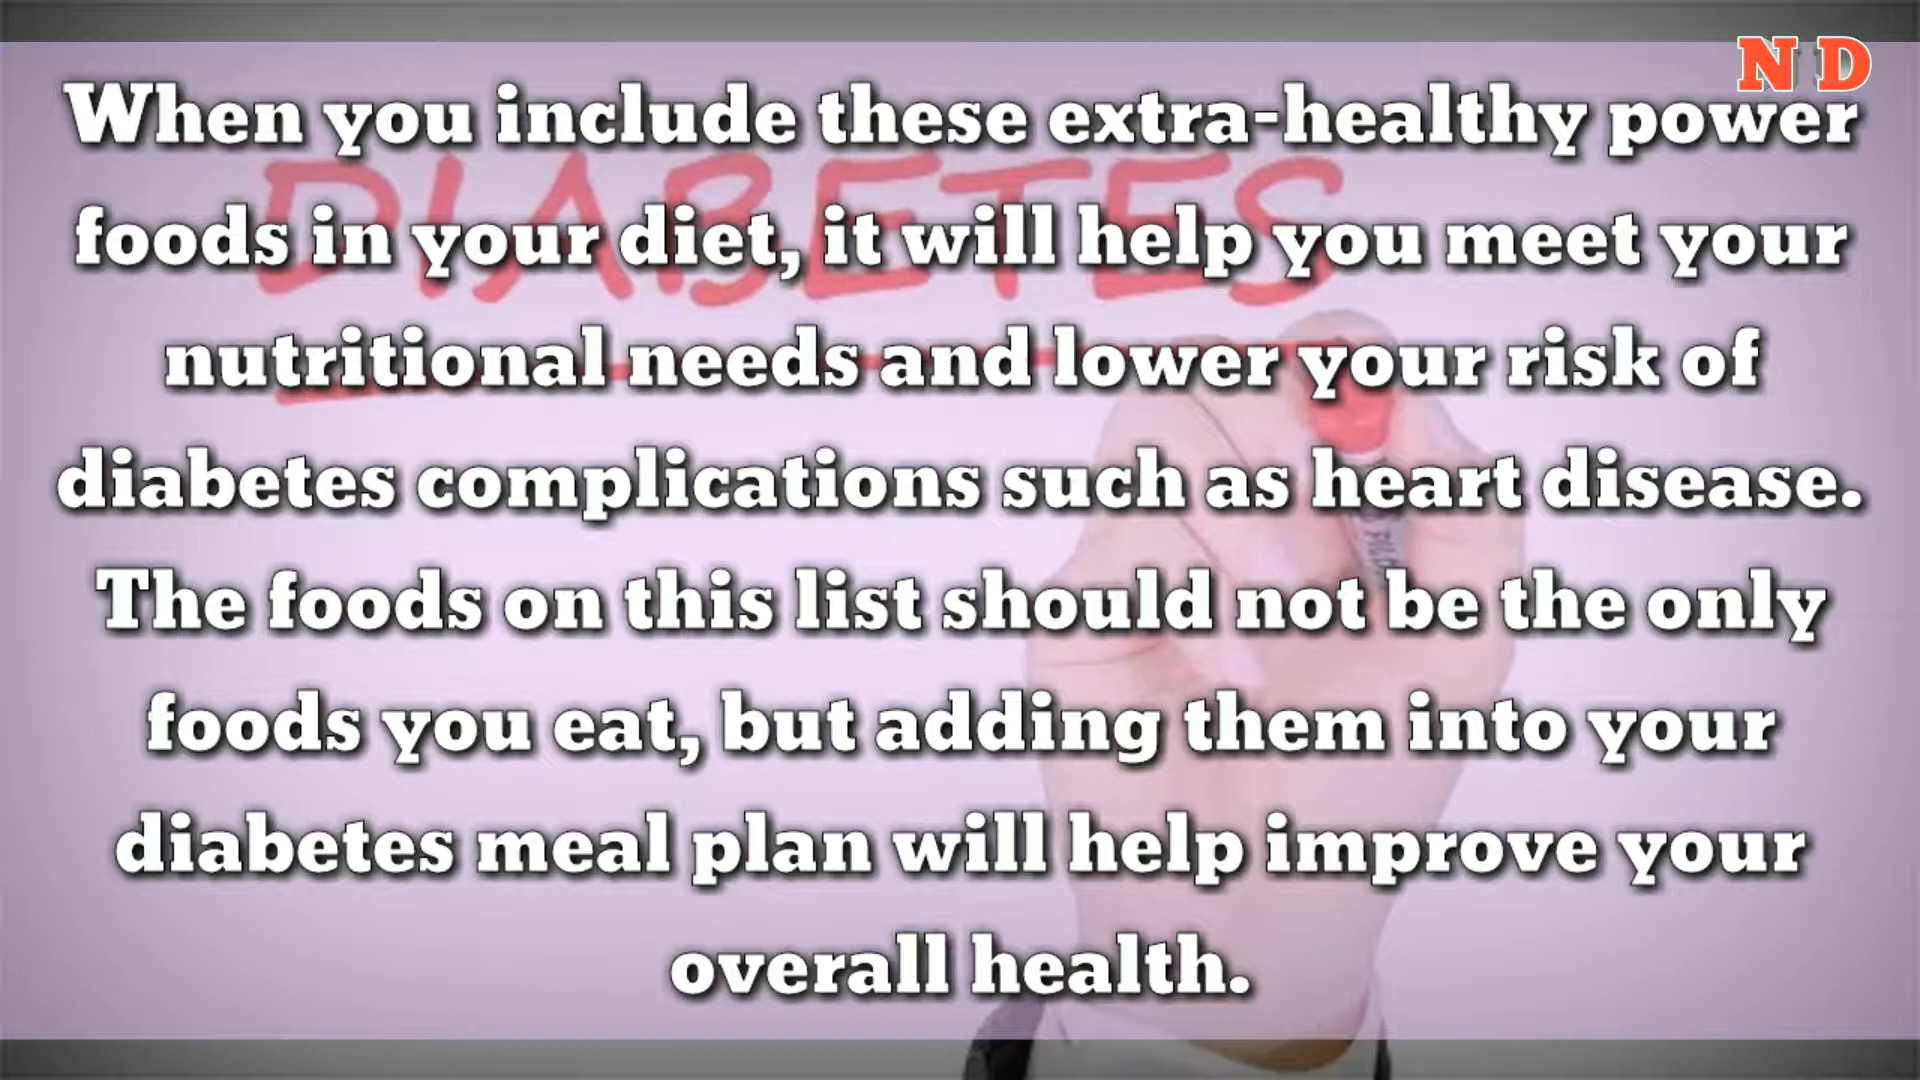 N D
When you include these extra-healthy power
foods in your diet, it will help you meet your
nutritional needs and lower your risk of
diabetes complications such as heart disease.
The foods on this list should not be the only
foods you eat, but adding them into your
diabetes meal plan will help improve your
overall health.
DIABETES